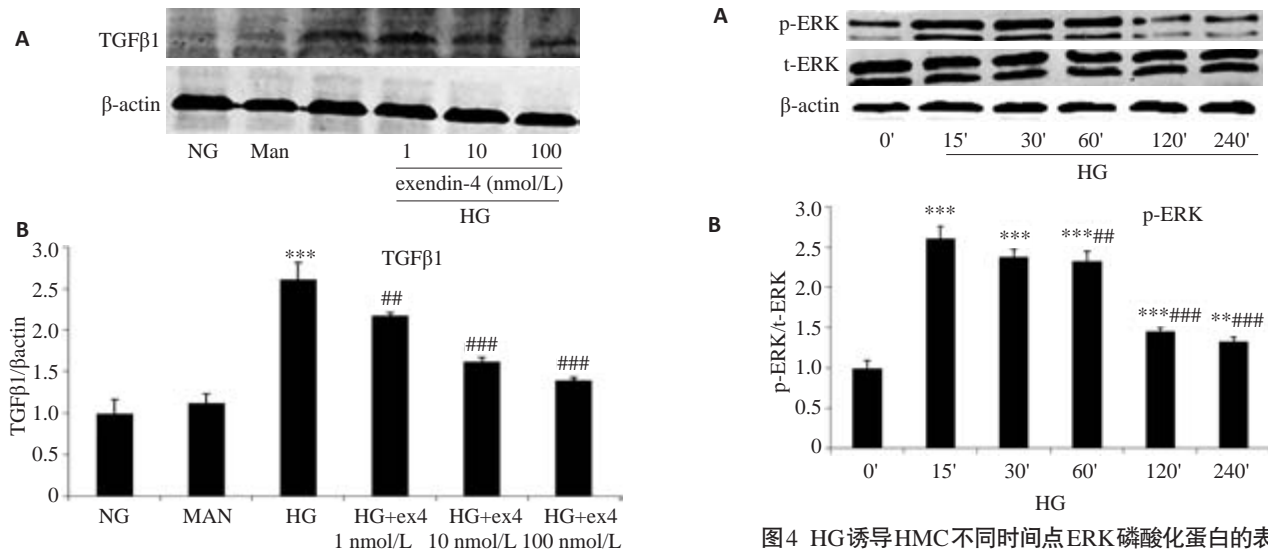 A
TGFβ1
β-actin
NG Man 1 10 100
exendin-4 (nmol/L)
HG
B
TGFβ1
TGFβ1/βactin
3.0
2.5
2.0
1.5
1.0
0.5
0
***
##
###
###
NG MAN HG HG+ex4 HG+ex4 HG+ex4
1 nmol/L 10 nmol/L 100 nmol/L
A
p-ERK
t-ERK
β-actin
0' 15' 30' 60' 120' 240'
HG
B
p-ERK
p-ERK/t-ERK
3.0
2.5
2.0
1.5
1.0
0.5
0
***
***
***##
***###
**###
0' 15' 30' 60' 120' 240'
HG
图4 HG诱导HMC不同时间点ERK磷酸化蛋白的表